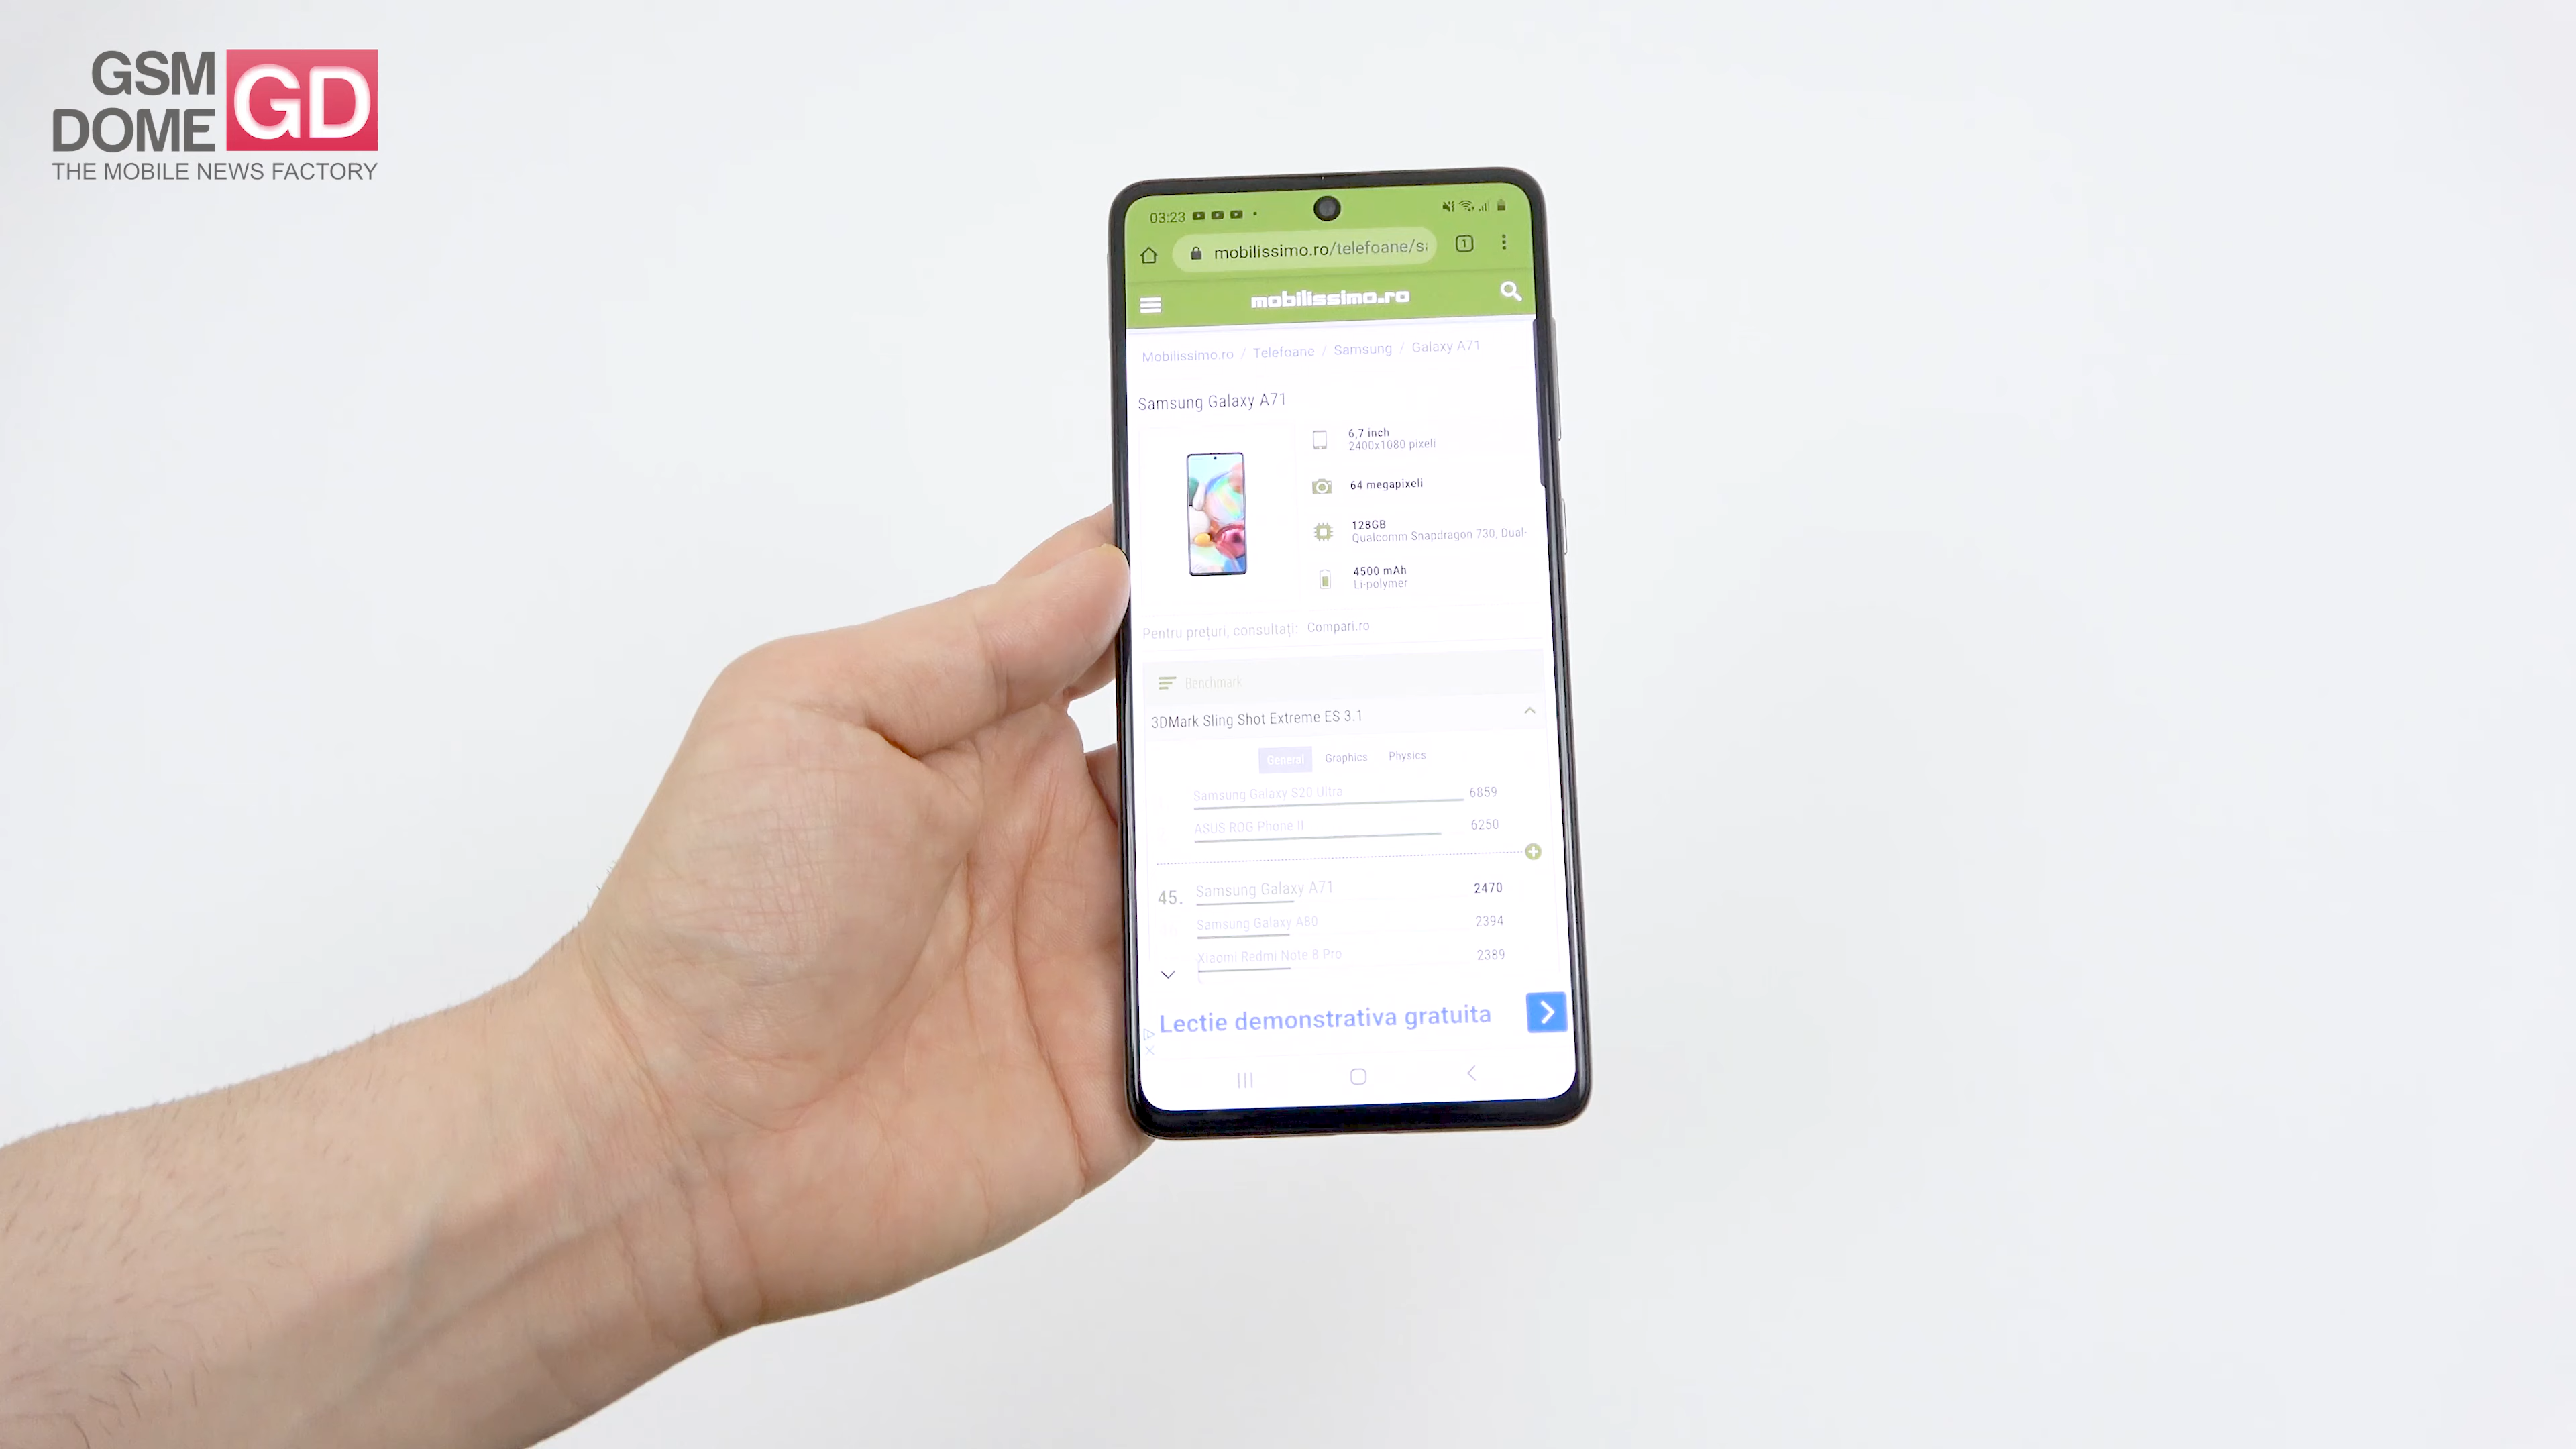 GSM
DOME
GD
THE MOBILE NEWS FACTORY
03:23
mobilissimo.ro/telefoane/s
1
mobilissimo.ro
Mobilissimo.ro / Telefoane / Samsung / Galaxy A71
Samsung Galaxy A71
6,7 inch
2400x1080 pixeli
64 megapixeli
128GB
Qualcomm Snapdragon 730, Dual-
4500 mAh
Li-polymer
Pentru prețuri, consultați: Compari.ro
Benchmark
3DMark Sling Shot Extreme ES 3.1
General Graphics Physics
Samsung Galaxy S20 Ultra 6859
ASUS ROG Phone II 6250
45. Samsung Galaxy A71 2470
Samsung Galaxy A80 2394
Xiaomi Redmi Note 8 Pro 2389
Lectie demonstrativa gratuita